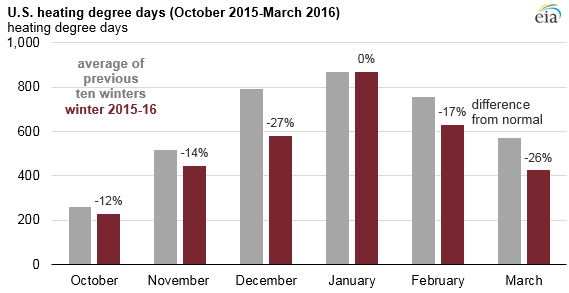 U.S. heating degree days (October 2015-March 2016)
heating degree days
eia
1,000
800
600
400
200
0
average of
previous
ten winters
winter 2015-16
-12%
-14%
-27%
0%
-17%
-26%
difference
from normal
October November December January February March